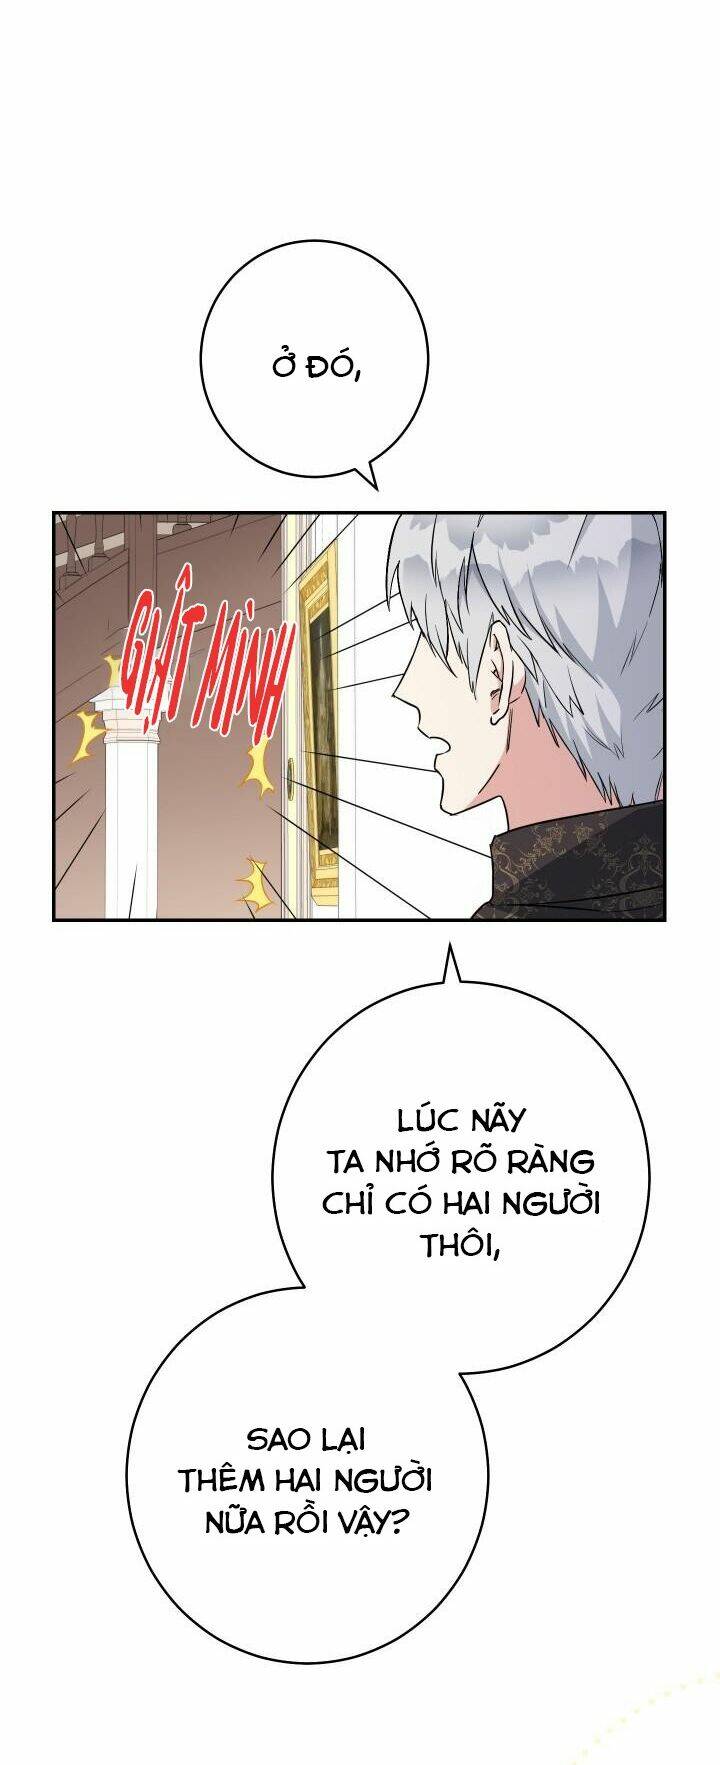 Ở ĐÓ,
GIẬT MÌNH
LÚC NÃY
TA NHỚ RÕ RÀNG
CHỈ CÓ HAI NGƯỜI
THÔI,
SAO LẠI
THÊM HAI NGƯỜI
NỮA RỒI VẬY?